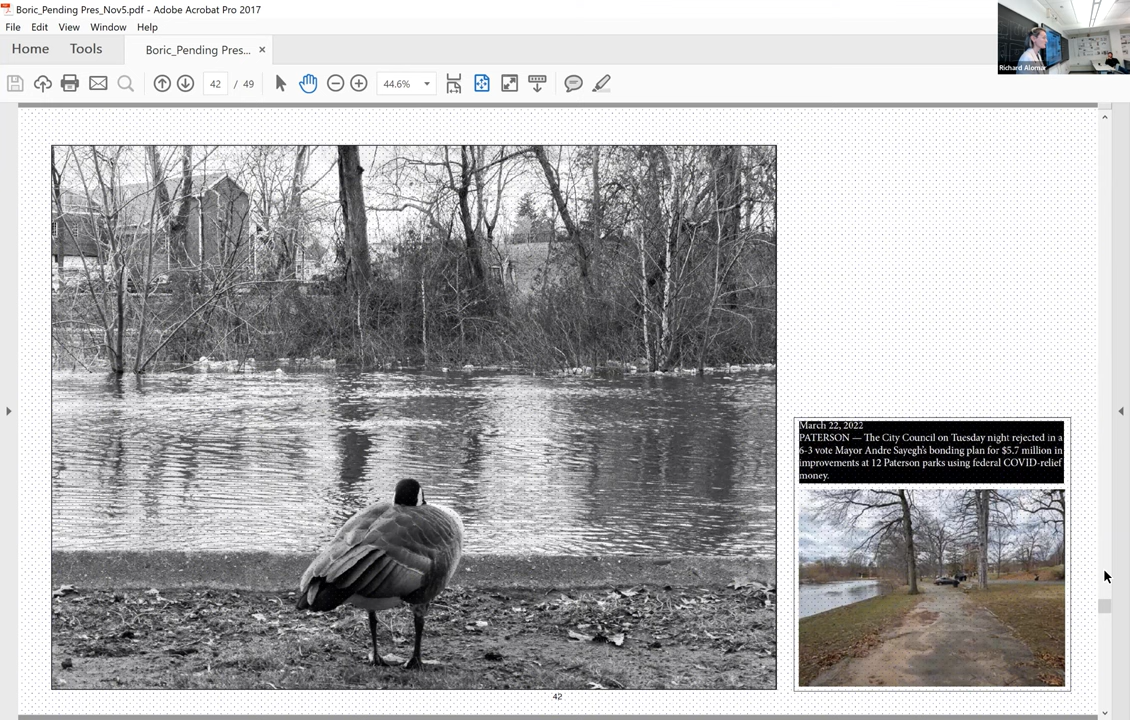 Boric_Pending Pres_Nov5.pdf - Adobe Acrobat Pro 2017
File Edit View Window Help
Home Tools Boric_Pending Pres... ×
42 / 49 44.6%
Richard Alomar
March 22, 2022
PATERSON — The City Council on Tuesday night rejected in a
6-3 vote Mayor Andre Sayegh's bonding plan for $5.7 million in
improvements at 12 Paterson parks using federal COVID-relief
money.
42